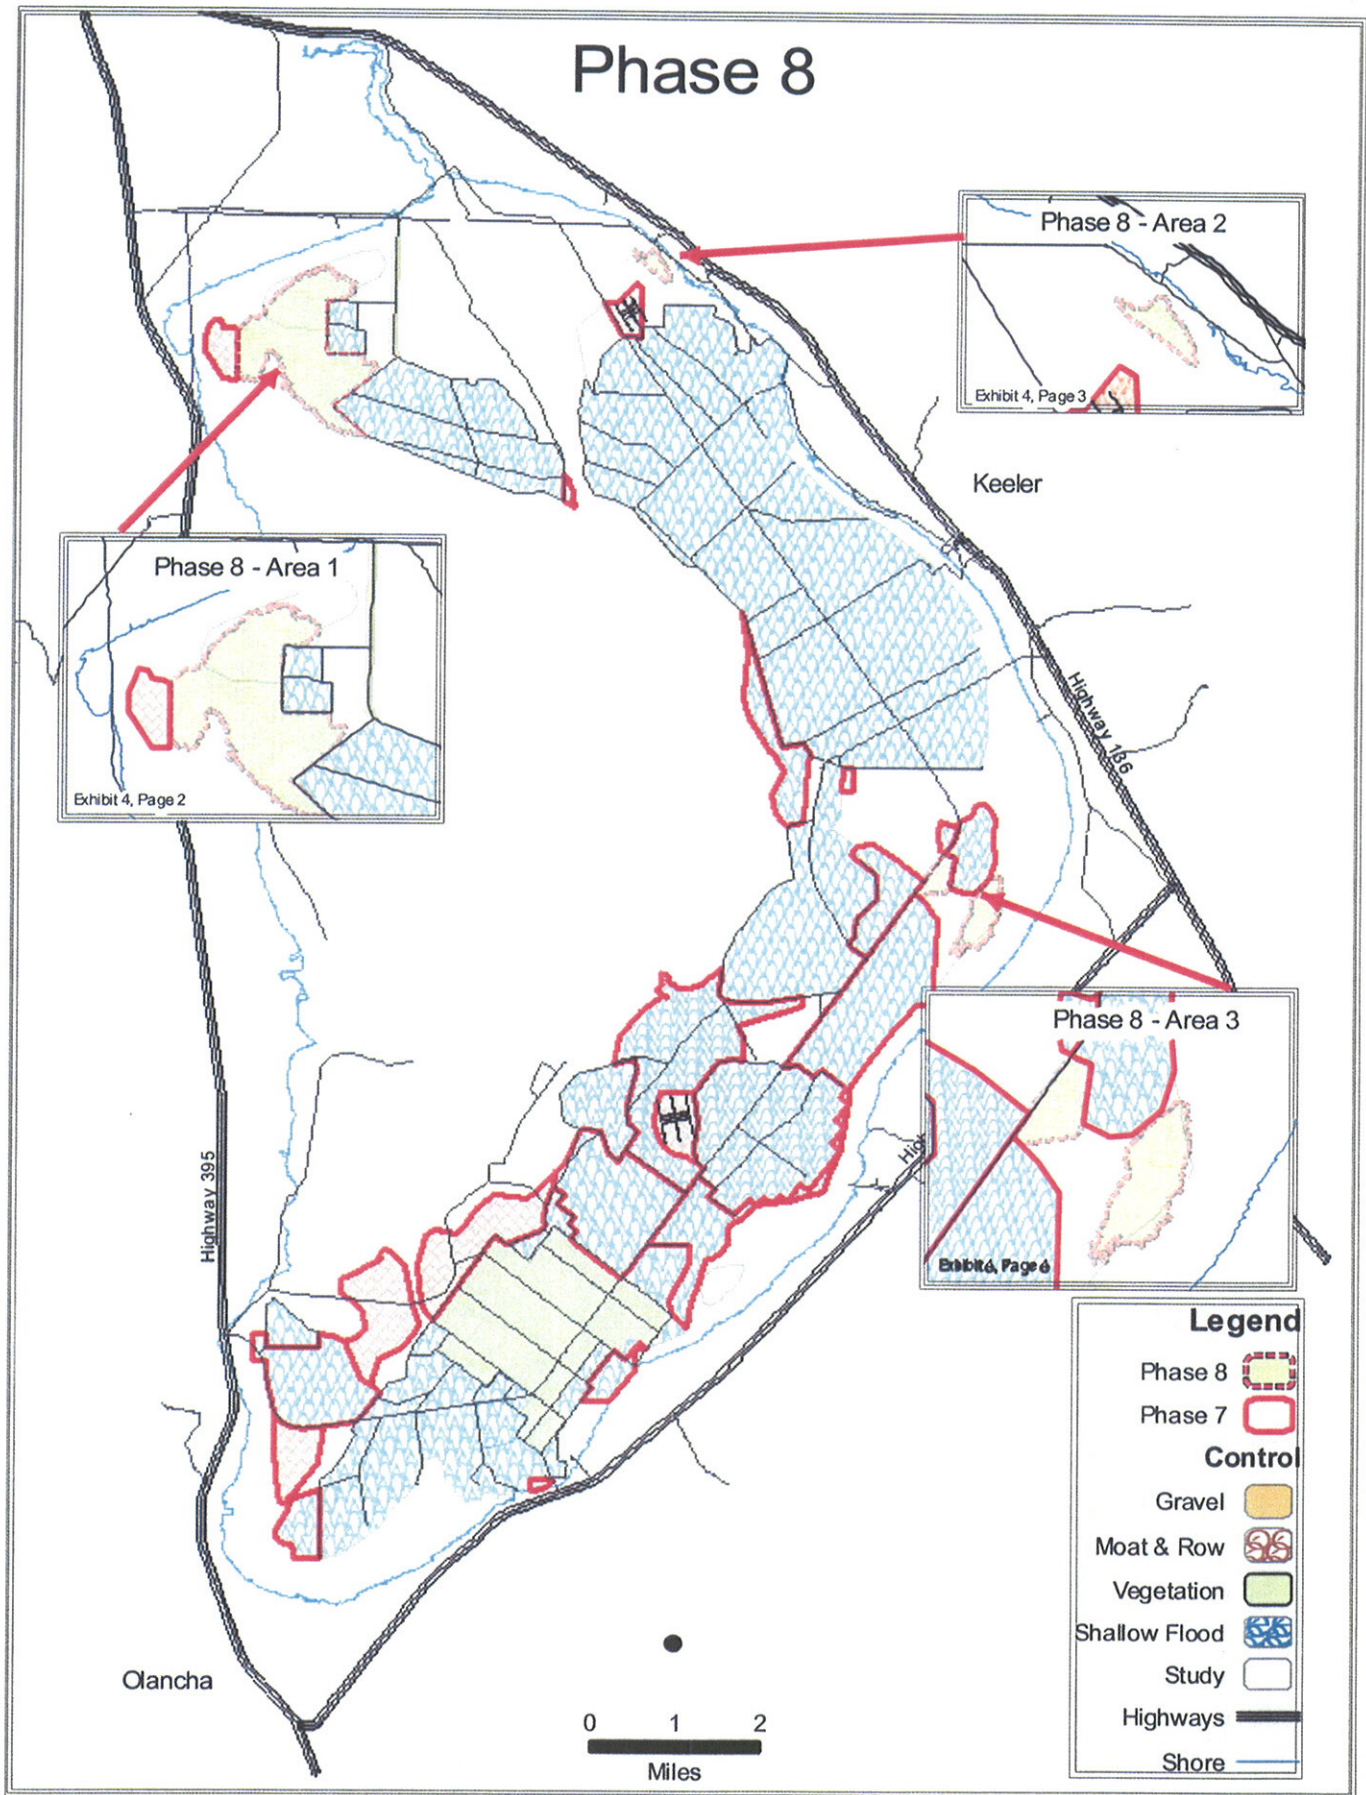 Phase 8
Phase 8 - Area 2
Exhibit 4, Page 3
Keeler
Phase 8 - Area 1
Exhibit 4, Page 2
Highway 136
Phase 8 - Area 3
High
Highway 395
Legend
Phase 8
Phase 7
Control
Gravel
Moat & Row
Vegetation
Shallow Flood
Study
Highways
Shore
Olancha
0 1 2
Miles